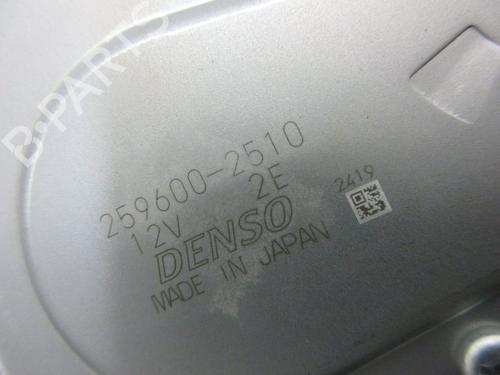 B-PARTS
259600-2510
12V 2E
2419
DENSO
MADE IN JAPAN